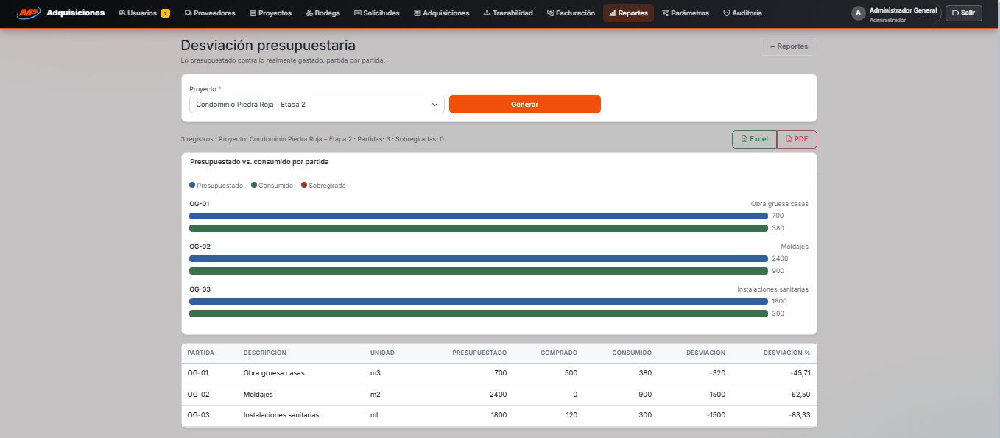 M5 Adquisiciones Usuarios 2 Proveedores Proyectos Bodega Solicitudes Adquisiciones Trazabilidad Facturación Reportes Parámetros Auditoría A Administrador General Salir
Administrador
Desviación presupuestaria ← Reportes
Lo presupuestado contra lo realmente gastado, partida por partida.
Proyecto *
Condominio Piedra Roja – Etapa 2 Generar
3 registros · Proyecto: Condominio Piedra Roja – Etapa 2 · Partidas: 3 · Sobregiradas: 0 Excel PDF
Presupuestado vs. consumido por partida
Presupuestado Consumido Sobregirada
OG-01 Obra gruesa casas
700
380
OG-02 Moldajes
2400
900
OG-03 Instalaciones sanitarias
1800
300
PARTIDA DESCRIPCIÓN UNIDAD PRESUPUESTADO COMPRADO CONSUMIDO DESVIACIÓN DESVIACIÓN %
OG-01 Obra gruesa casas m3 700 500 380 -320 -45,71
OG-02 Moldajes m2 2400 0 900 -1500 -62,50
OG-03 Instalaciones sanitarias ml 1800 120 300 -1500 -83,33